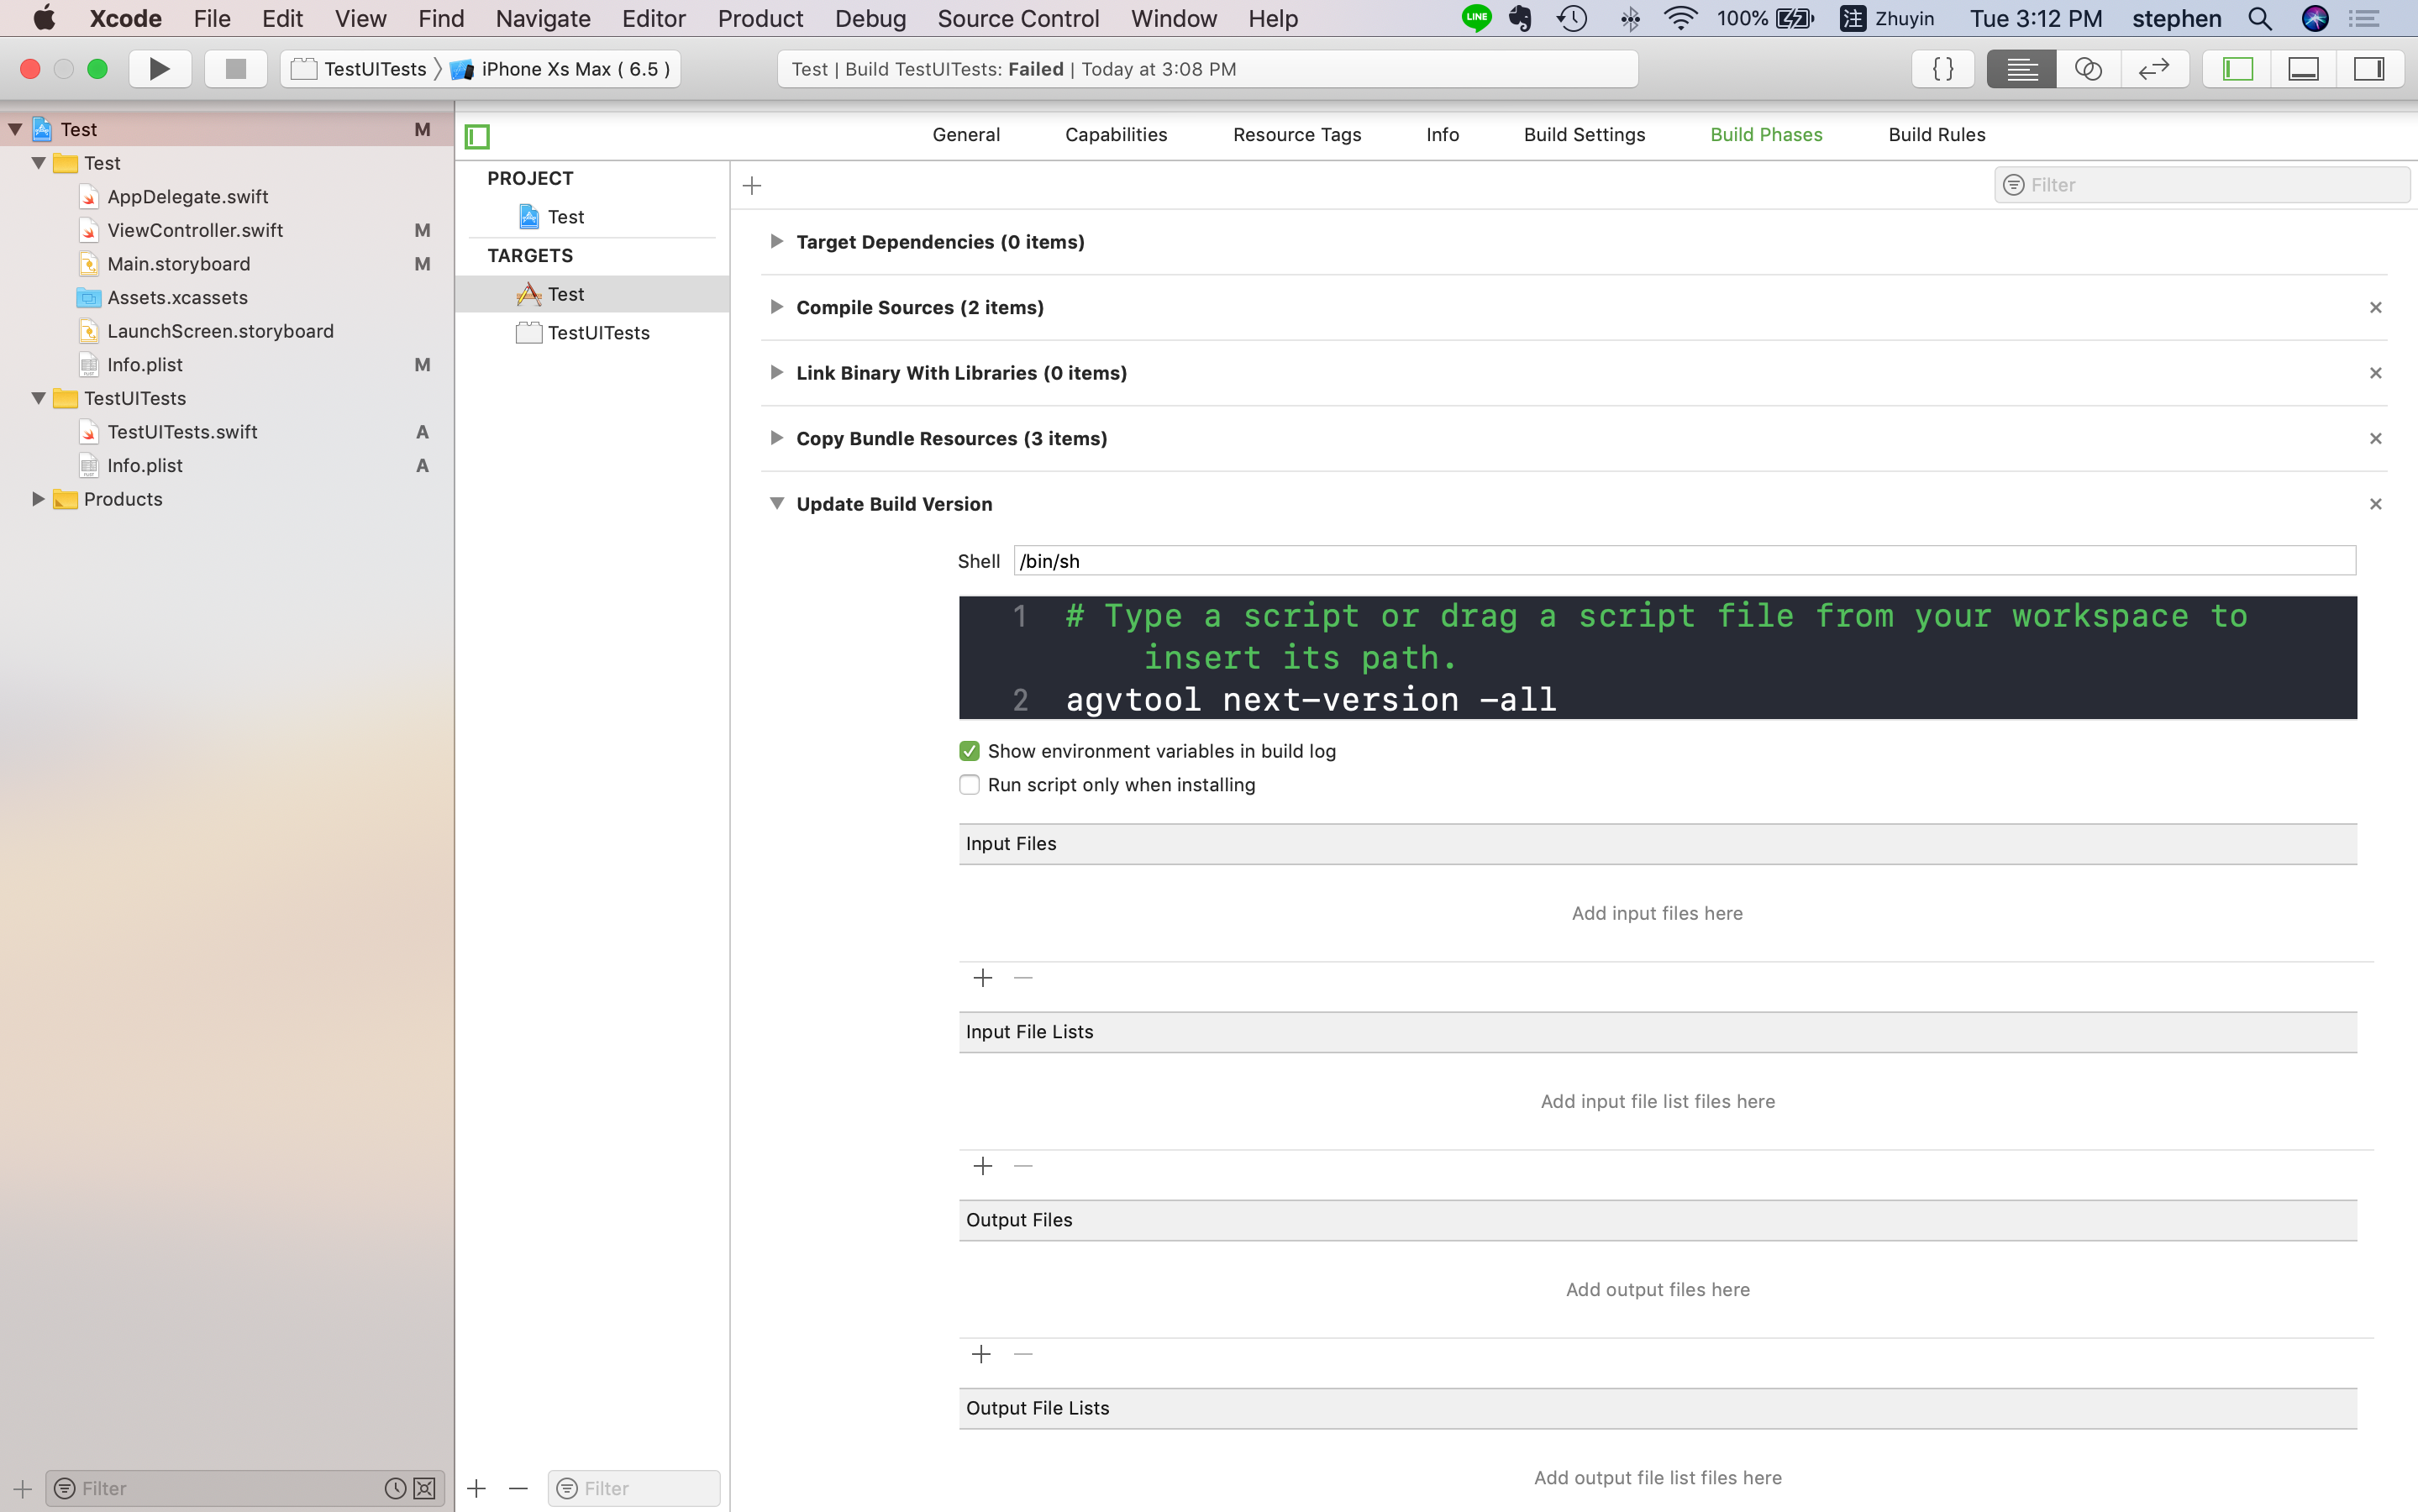 Xcode File Edit View Find Navigate Editor Product Debug Source Control Window Help LINE 100% 注 Zhuyin Tue 3:12 PM stephen
TestUITests iPhone Xs Max ( 6.5 ) Test | Build TestUITests: Failed | Today at 3:08 PM {}
Test M
Test
AppDelegate.swift
ViewController.swift M
Main.storyboard M
Assets.xcassets
LaunchScreen.storyboard
Info.plist M
TestUITests
TestUITests.swift A
Info.plist A
Products
Filter
General Capabilities Resource Tags Info Build Settings Build Phases Build Rules
PROJECT
Test
TARGETS
Test
TestUITests
Filter
Filter
Target Dependencies (0 items)
Compile Sources (2 items)
Link Binary With Libraries (0 items)
Copy Bundle Resources (3 items)
Update Build Version
Shell /bin/sh
1 # Type a script or drag a script file from your workspace to
insert its path.
2 agvtool next-version -all
Show environment variables in build log
Run script only when installing
Input Files
Add input files here
Input File Lists
Add input file list files here
Output Files
Add output files here
Output File Lists
Add output file list files here